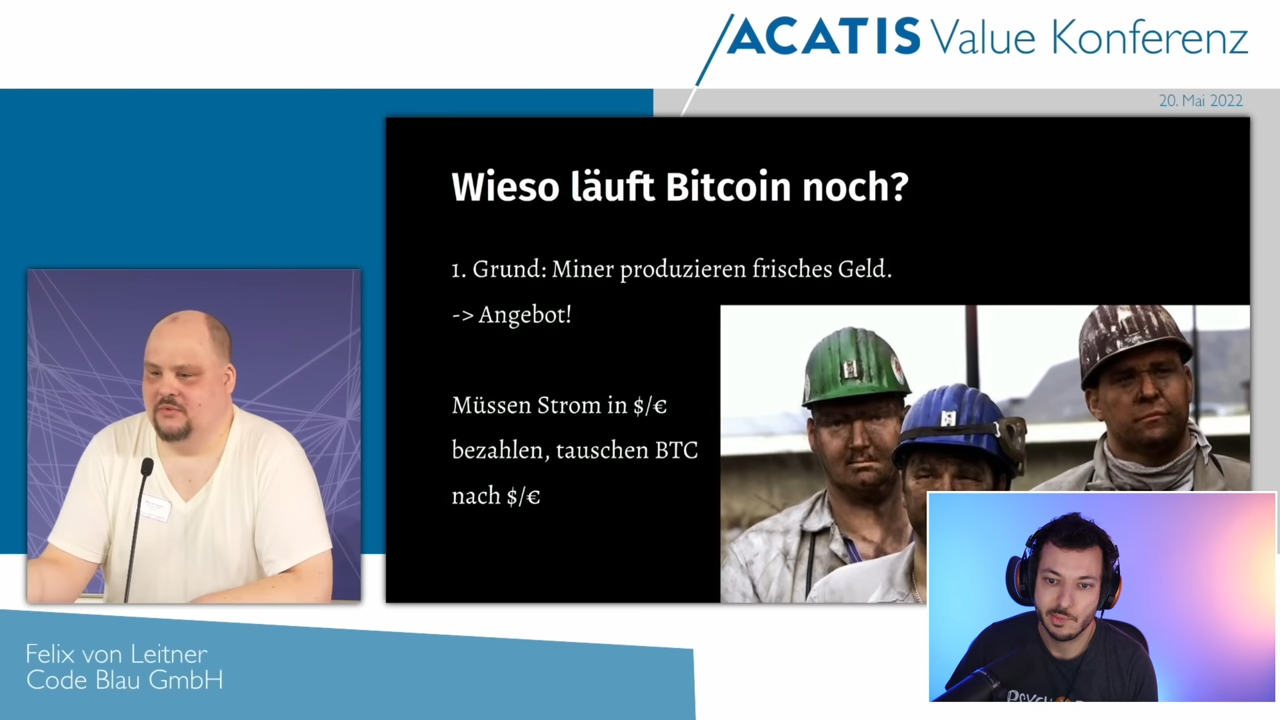 ACATIS Value Konferenz
20. Mai 2022
Wieso läuft Bitcoin noch?
1. Grund: Miner produzieren frisches Geld.
-> Angebot!
Müssen Strom in $/€
bezahlen, tauschen BTC
nach $/€
Felix von Leitner
Code Blau GmbH